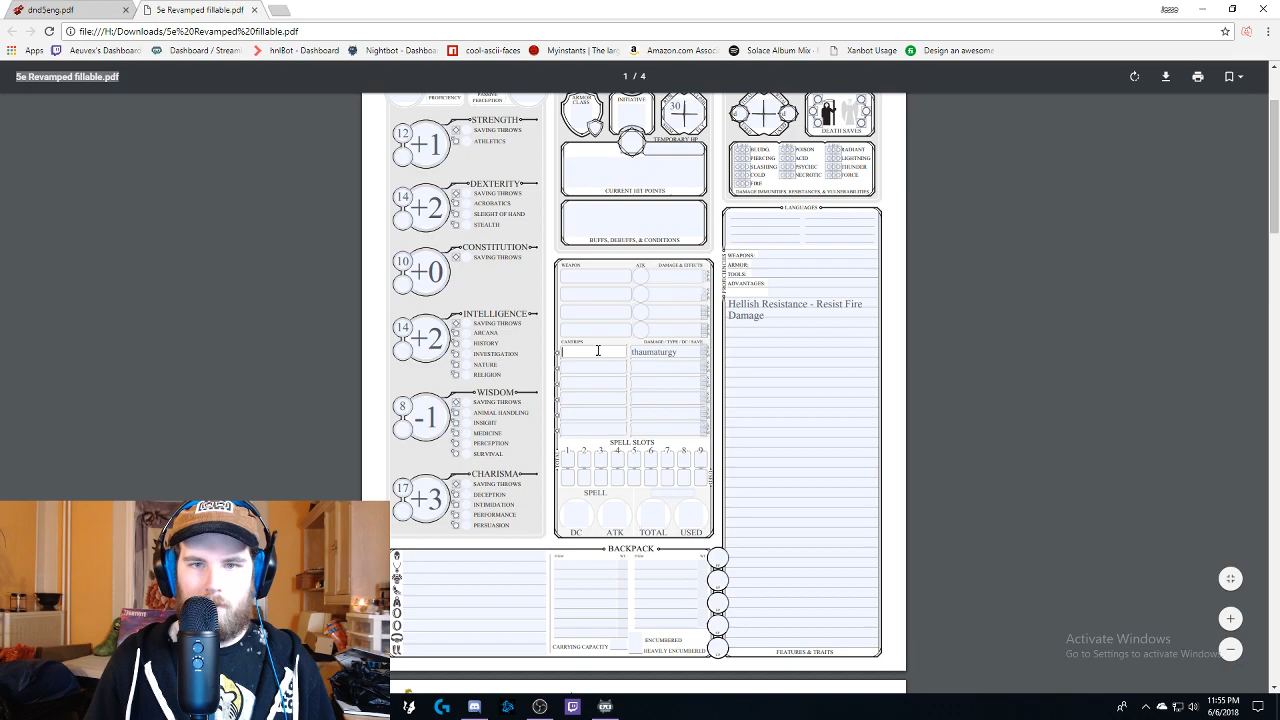 dnd5eng.com
5e Revamped fillable.pdf
file:///H:/Downloads/5e%20Revamped%20fillable.pdf
Apps
Aeuvex's Dashboard
Dashboard - Stream
hniBot - Dashboard
Nightbot - Dashboard
cool-ascii-faces
Myinstants | The larg
Amazon.com Assoc
Solace Album Mix -
Xanbot Usage
Design an awesome
5e Revamped fillable.pdf
1 / 4
PROFICIENCY
PASSIVE PERCEPTION
ARMOR CLASS
INITIATIVE
30
DEATH SAVES
TEMPORARY HP
12
+1
STRENGTH
SAVING THROWS
ATHLETICS
14
+2
DEXTERITY
SAVING THROWS
ACROBATICS
SLEIGHT OF HAND
STEALTH
10
+0
CONSTITUTION
SAVING THROWS
14
+2
INTELLIGENCE
SAVING THROWS
ARCANA
HISTORY
INVESTIGATION
NATURE
RELIGION
8
-1
WISDOM
SAVING THROWS
ANIMAL HANDLING
INSIGHT
MEDICINE
PERCEPTION
SURVIVAL
17
+3
CHARISMA
SAVING THROWS
DECEPTION
INTIMIDATION
PERFORMANCE
PERSUASION
CURRENT HIT POINTS
BUFFS, DEBUFFS, & CONDITIONS
WEAPON ATK DAMAGE & EFFECTS
CANTRIPS DAMAGE / TYPE / DC / SAVE
thaumaturgy
SPELL SLOTS
1 2 3 4 5 6 7 8 9
SPELL
DC ATK TOTAL USED
BLUDG. POISON RADIANT
PIERCING ACID LIGHTNING
SLASHING PSYCHIC THUNDER
COLD NECROTIC FORCE
FIRE
DAMAGE IMMUNITIES, RESISTANCES, & VULNERABILITIES
LANGUAGES
PROFICIENCIES
WEAPONS:
ARMOR:
TOOLS:
ADVANTAGES:
Hellish Resistance - Resist Fire
Damage
FEATURES & TRAITS
BACKPACK
ITEM WT ITEM WT
CARRYING CAPACITY
ENCUMBERED
HEAVILY ENCUMBERED
Activate Windows
Go to Settings to activate Window
11:55 PM
6/6/2018